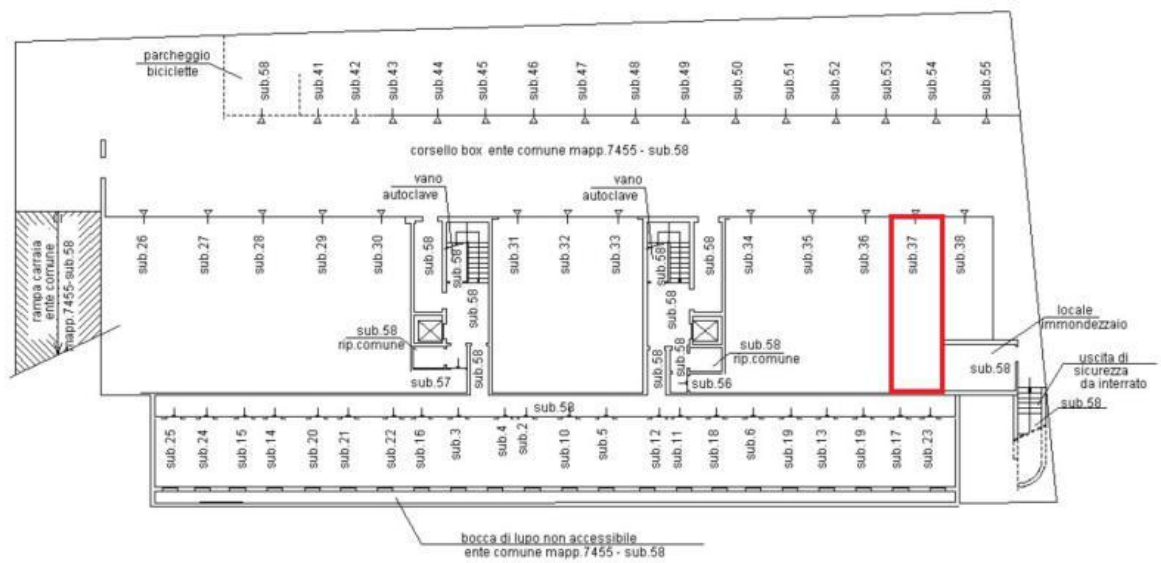 parcheggio
biciclette
sub.58
sub.41
sub.42
sub.43
sub.44
sub.45
sub.46
sub.47
sub.48
sub.49
sub.50
sub.51
sub.52
sub.53
sub.54
sub.55
corsello box ente comune mapp.7455 - sub.58
vano
autoclave
vano
autoclave
rampa carraia
ente comune
mapp.7455-sub.58
sub.26
sub.27
sub.28
sub.29
sub.30
sub.58
sub.58
sub.58
sub.31
sub.32
sub.33
sub.58
sub.58
sub.58
sub.34
sub.35
sub.36
sub.37
sub.38
sub.58
rip.comune
sub.57
sub.58
sub.58
sub.58
sub.58
rip.comune
sub.56
locale
immondezzaio
sub.58
uscita di
sicurezza
da interrato
sub.58
sub.58
sub.25
sub.24
sub.15
sub.14
sub.20
sub.21
sub.22
sub.16
sub.3
sub.4
sub.2
sub.10
sub.5
sub.12
sub.11
sub.18
sub.6
sub.19
sub.13
sub.19
sub.17
sub.23
bocca di lupo non accessibile
ente comune mapp.7455 - sub.58